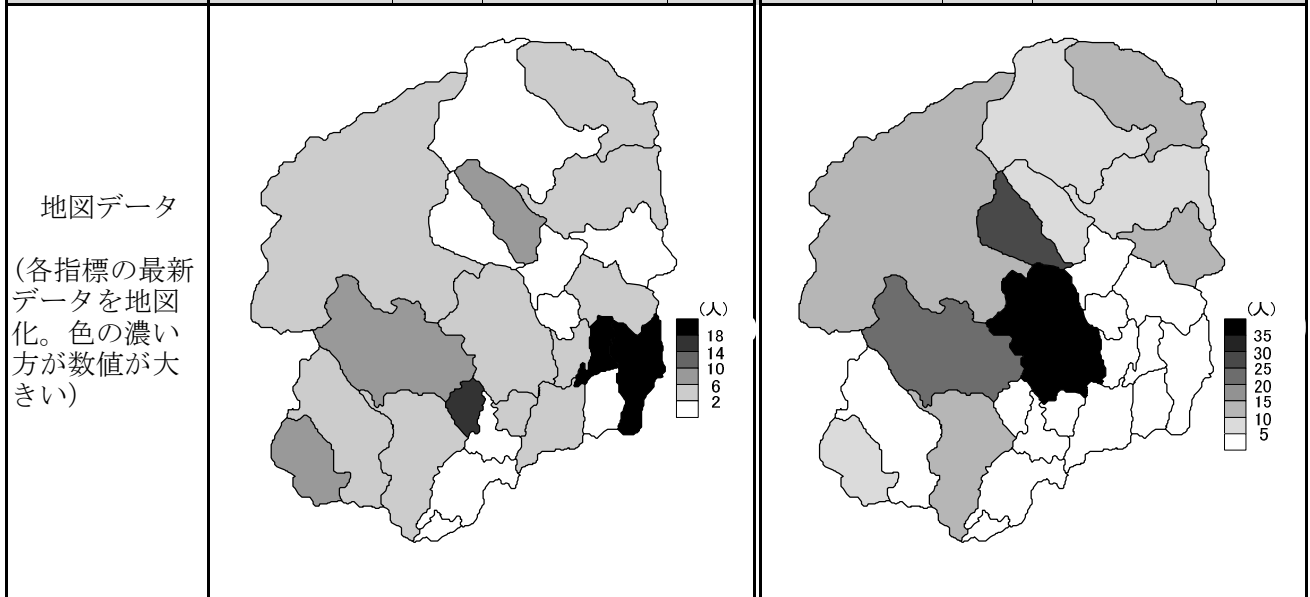 地図データ
(各指標の最新
データを地図
化。色の濃い
方が数値が大
きい)
(人)
18
14
10
6
2
(人)
35
30
25
20
15
10
5